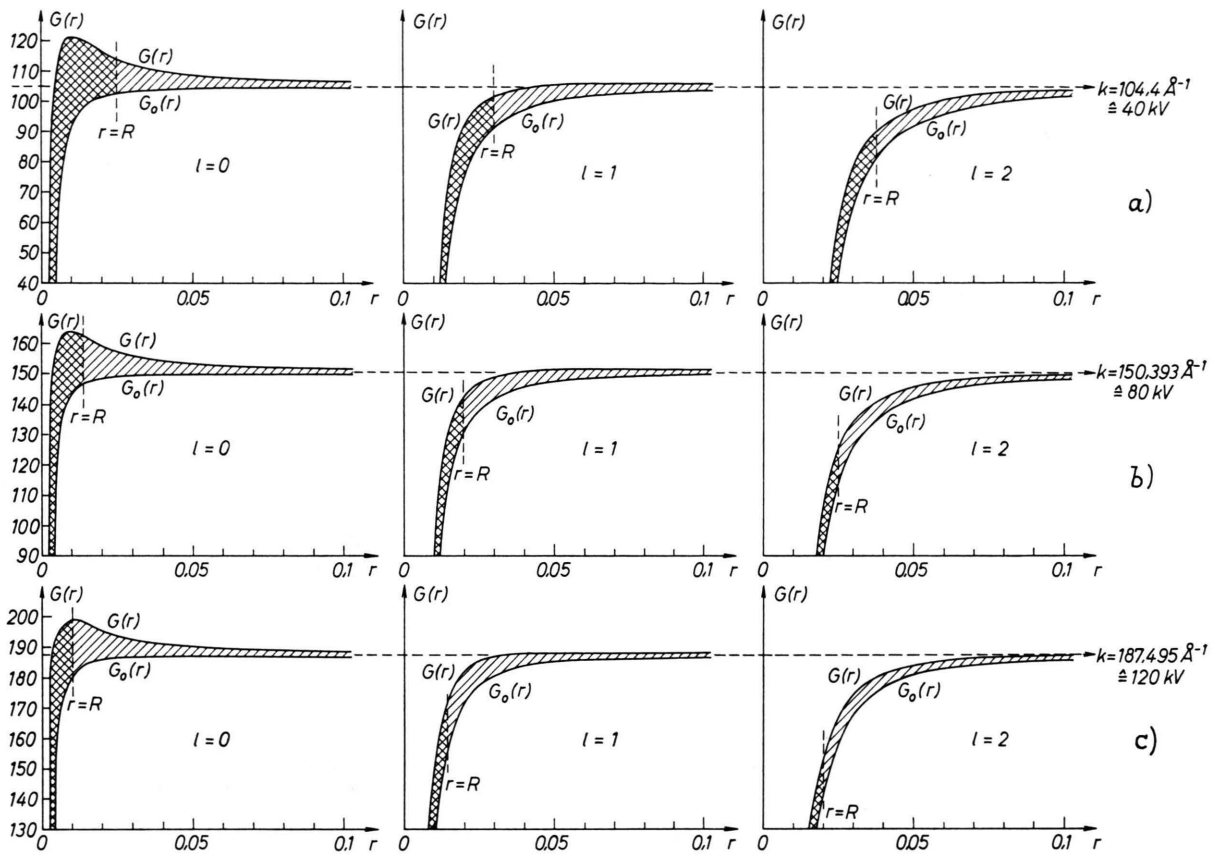 G(r)
G(r)
G(r)
120
110
100
90
80
70
60
50
40
G(r)
G₀(r)
r=R
l=0
0
0.05
0.1
r
G(r)
G₀(r)
r=R
l=1
0
0.05
0.1
r
G(r)
G₀(r)
r=R
l=2
0
0.05
0.1
r
k=104,4 Å⁻¹
≙ 40 kV
a)
G(r)
G(r)
G(r)
160
150
140
130
120
110
100
90
G(r)
G₀(r)
r=R
l=0
0
0.05
0.1
r
G(r)
G₀(r)
r=R
l=1
0
0.05
0.1
r
G(r)
G₀(r)
r=R
l=2
0
0.05
0.1
r
k=150,393 Å⁻¹
≙ 80 kV
b)
G(r)
G(r)
G(r)
200
190
180
170
160
150
140
130
G(r)
G₀(r)
r=R
l=0
0
0.05
0.1
r
G(r)
G₀(r)
r=R
l=1
0
0.05
0.1
r
G(r)
G₀(r)
r=R
l=2
0
0.05
0.1
r
k=187,495 Å⁻¹
≙ 120 kV
c)